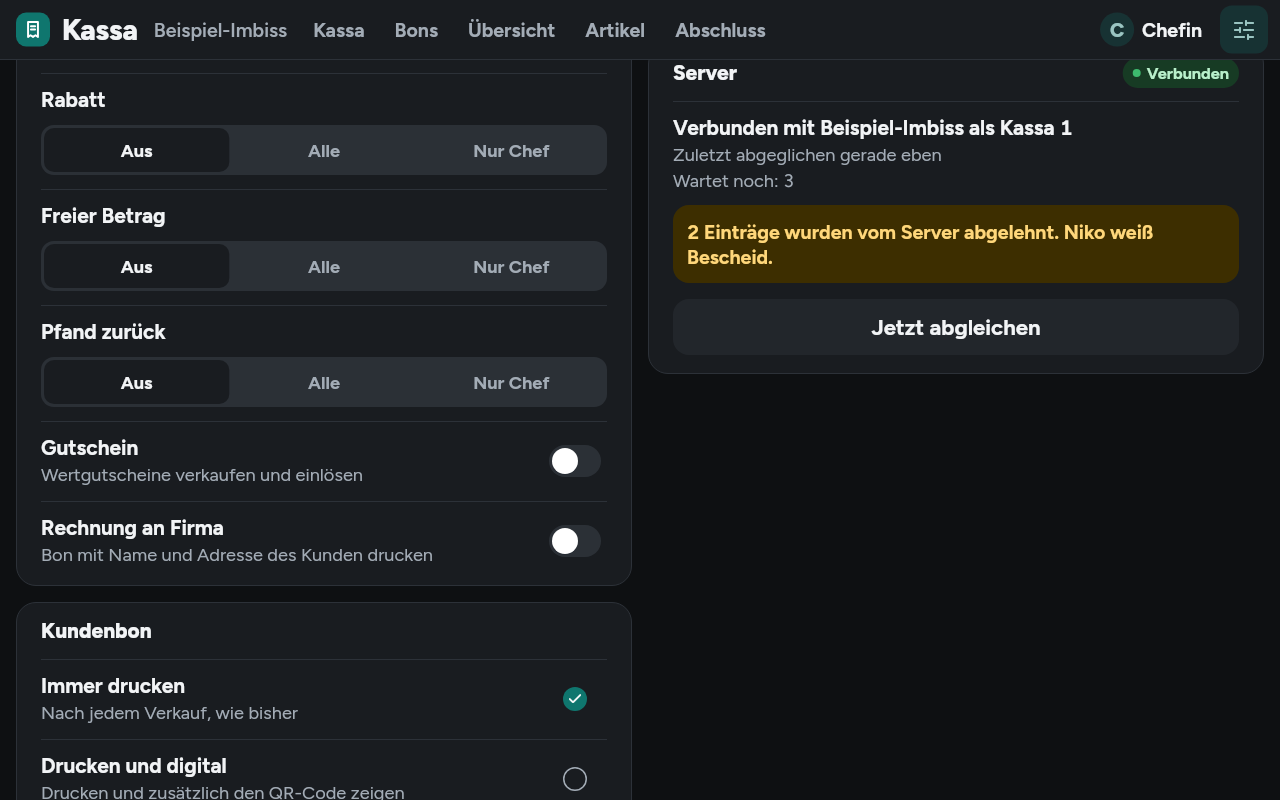 Kassa
Beispiel-Imbiss
Kassa
Bons
Übersicht
Artikel
Abschluss
C
Chefin
Rabatt
Aus
Alle
Nur Chef
Freier Betrag
Aus
Alle
Nur Chef
Pfand zurück
Aus
Alle
Nur Chef
Gutschein
Wertgutscheine verkaufen und einlösen
Rechnung an Firma
Bon mit Name und Adresse des Kunden drucken
Kundenbon
Immer drucken
Nach jedem Verkauf, wie bisher
Drucken und digital
Drucken und zusätzlich den QR-Code zeigen
Server
Verbunden
Verbunden mit Beispiel-Imbiss als Kassa 1
Zuletzt abgeglichen gerade eben
Wartet noch: 3
2 Einträge wurden vom Server abgelehnt. Niko weiß
Bescheid.
Jetzt abgleichen